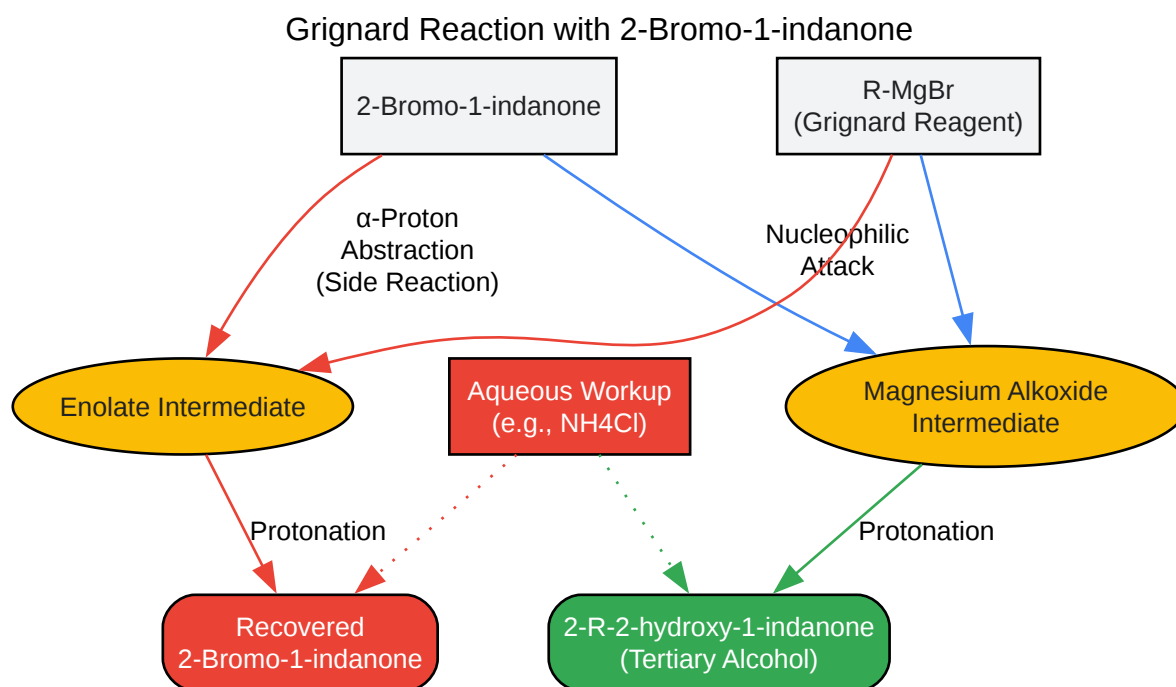 Grignard Reaction with 2-Bromo-1-indanone
2-Bromo-1-indanone
R-MgBr
(Grignard Reagent)
α-Proton
Abstraction
(Side Reaction)
Nucleophilic
Attack
Enolate Intermediate
Aqueous Workup
(e.g., NH4Cl)
Magnesium Alkoxide
Intermediate
Protonation
Protonation
Recovered
2-Bromo-1-indanone
2-R-2-hydroxy-1-indanone
(Tertiary Alcohol)